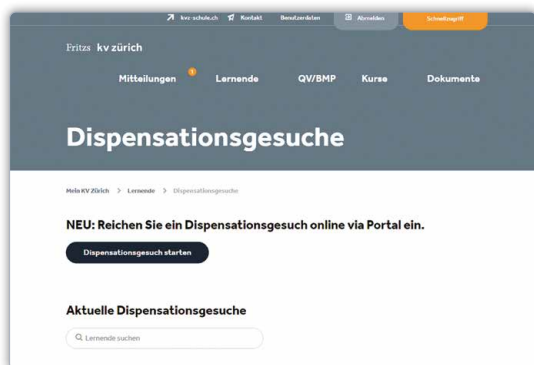 kvz-schule.ch Kontakt Benutzerdaten Abmelden Schnellzugriff
Fritzs kv zürich
Mitteilungen 1 Lernende QV/BMP Kurse Dokumente
Dispensationsgesuche
Mein KV Zürich > Lernende > Dispensationsgesuche
NEU: Reichen Sie ein Dispensationsgesuch online via Portal ein.
Dispensationsgesuch starten
Aktuelle Dispensationsgesuche
Lernende suchen